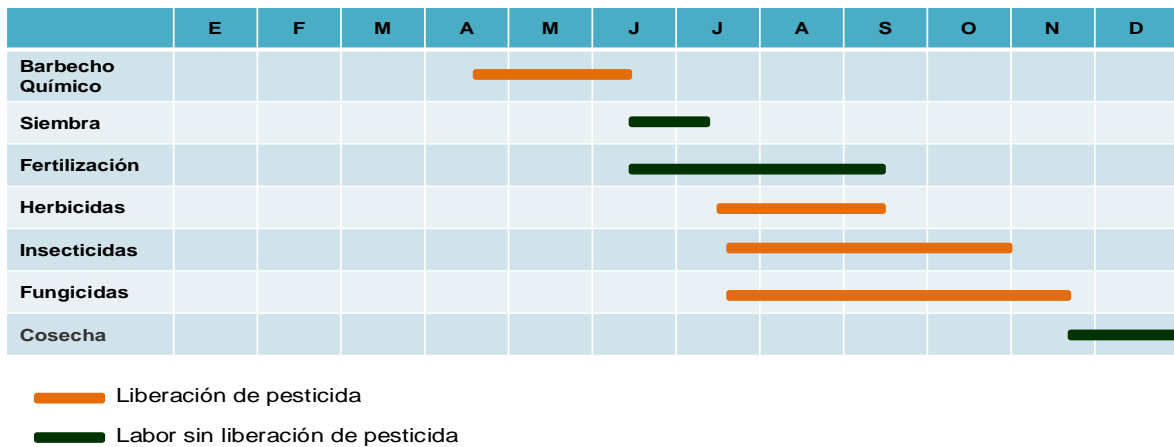 E F M A M J J A S O N D
Barbecho
Químico
Siembra
Fertilización
Herbicidas
Insecticidas
Fungicidas
Cosecha
Liberación de pesticida
Labor sin liberación de pesticida